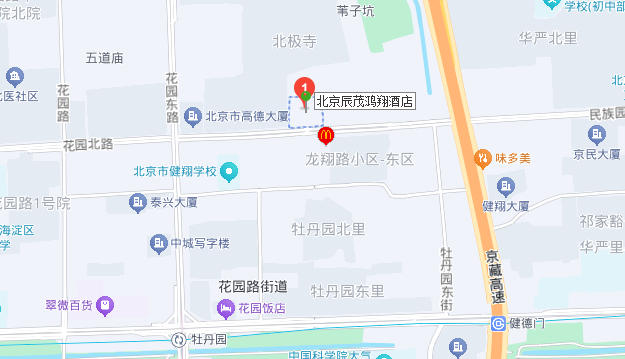 苇子坑
学校(初中部
院北院
北极寺
华严北里
五道庙
北医社区
花园路
花园东路
1
北京辰茂鸿翔酒店
北京市高德大厦
民族园
花园北路
龙翔路小区-东区
味多美
京民大厦
北京市健翔学校
花园路1号院
泰兴大厦
健翔大厦
海淀区
学
中城写字楼
牡丹园北里
祁家豁
华严里
牡丹园东街
京藏高速
花园路街道
牡丹园东里
翠微百货
花园饭店
健德门
牡丹园
中国科学院大气